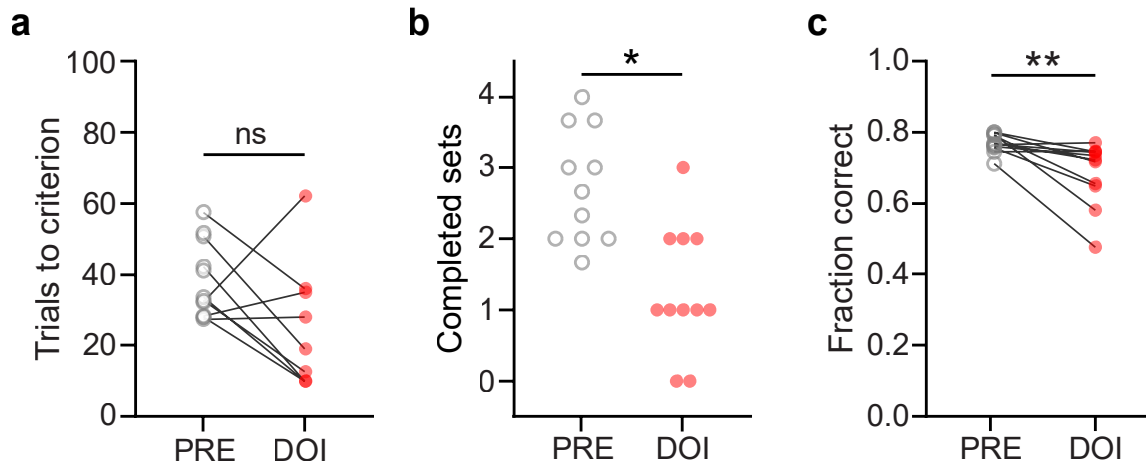 a
b
c
Trials to criterion
100
80
60
40
20
0
ns
PRE
DOI
Completed sets
4
3
2
1
0
*
PRE
DOI
Fraction correct
1.0
0.8
0.6
0.4
0.2
0.0
**
PRE
DOI